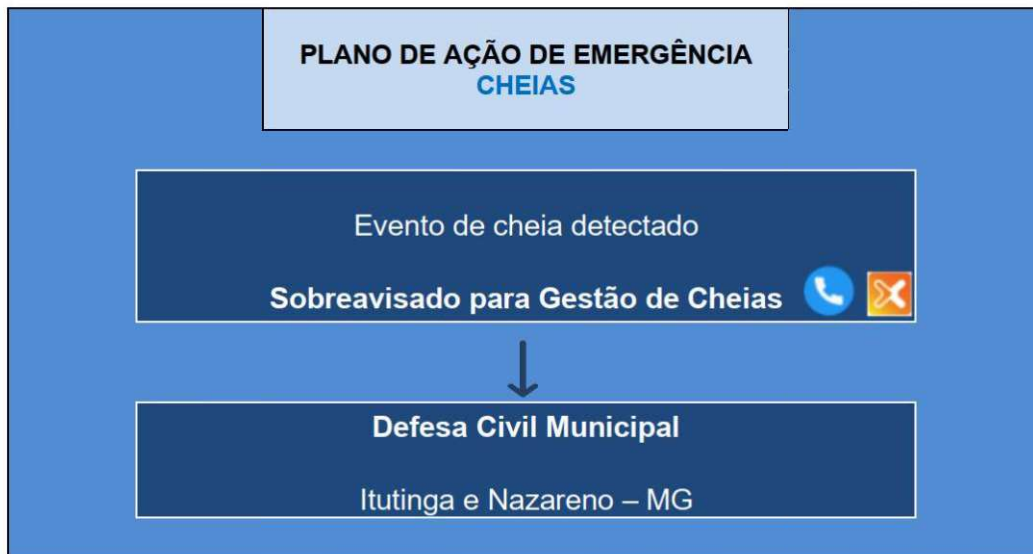 PLANO DE AÇÃO DE EMERGÊNCIA
CHEIAS
Evento de cheia detectado
Sobreavisado para Gestão de Cheias
Defesa Civil Municipal
Itutinga e Nazareno – MG